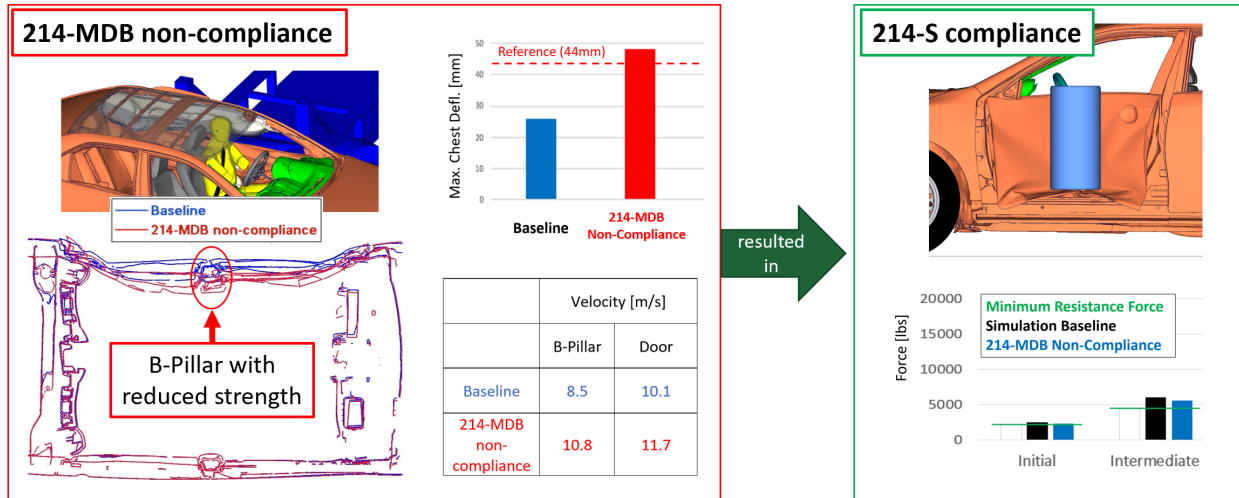 214-MDB non-compliance
Baseline
214-MDB non-compliance
B-Pillar with
reduced strength
Max. Chest Defl. [mm]
50
40
30
20
10
0
Reference (44mm)
Baseline
214-MDB
Non-Compliance
Velocity [m/s]
B-Pillar
Door
Baseline
8.5
10.1
214-MDB
non-
compliance
10.8
11.7
resulted
in
214-S compliance
Force [lbs]
20000
15000
10000
5000
0
Minimum Resistance Force
Simulation Baseline
214-MDB Non-Compliance
Initial
Intermediate